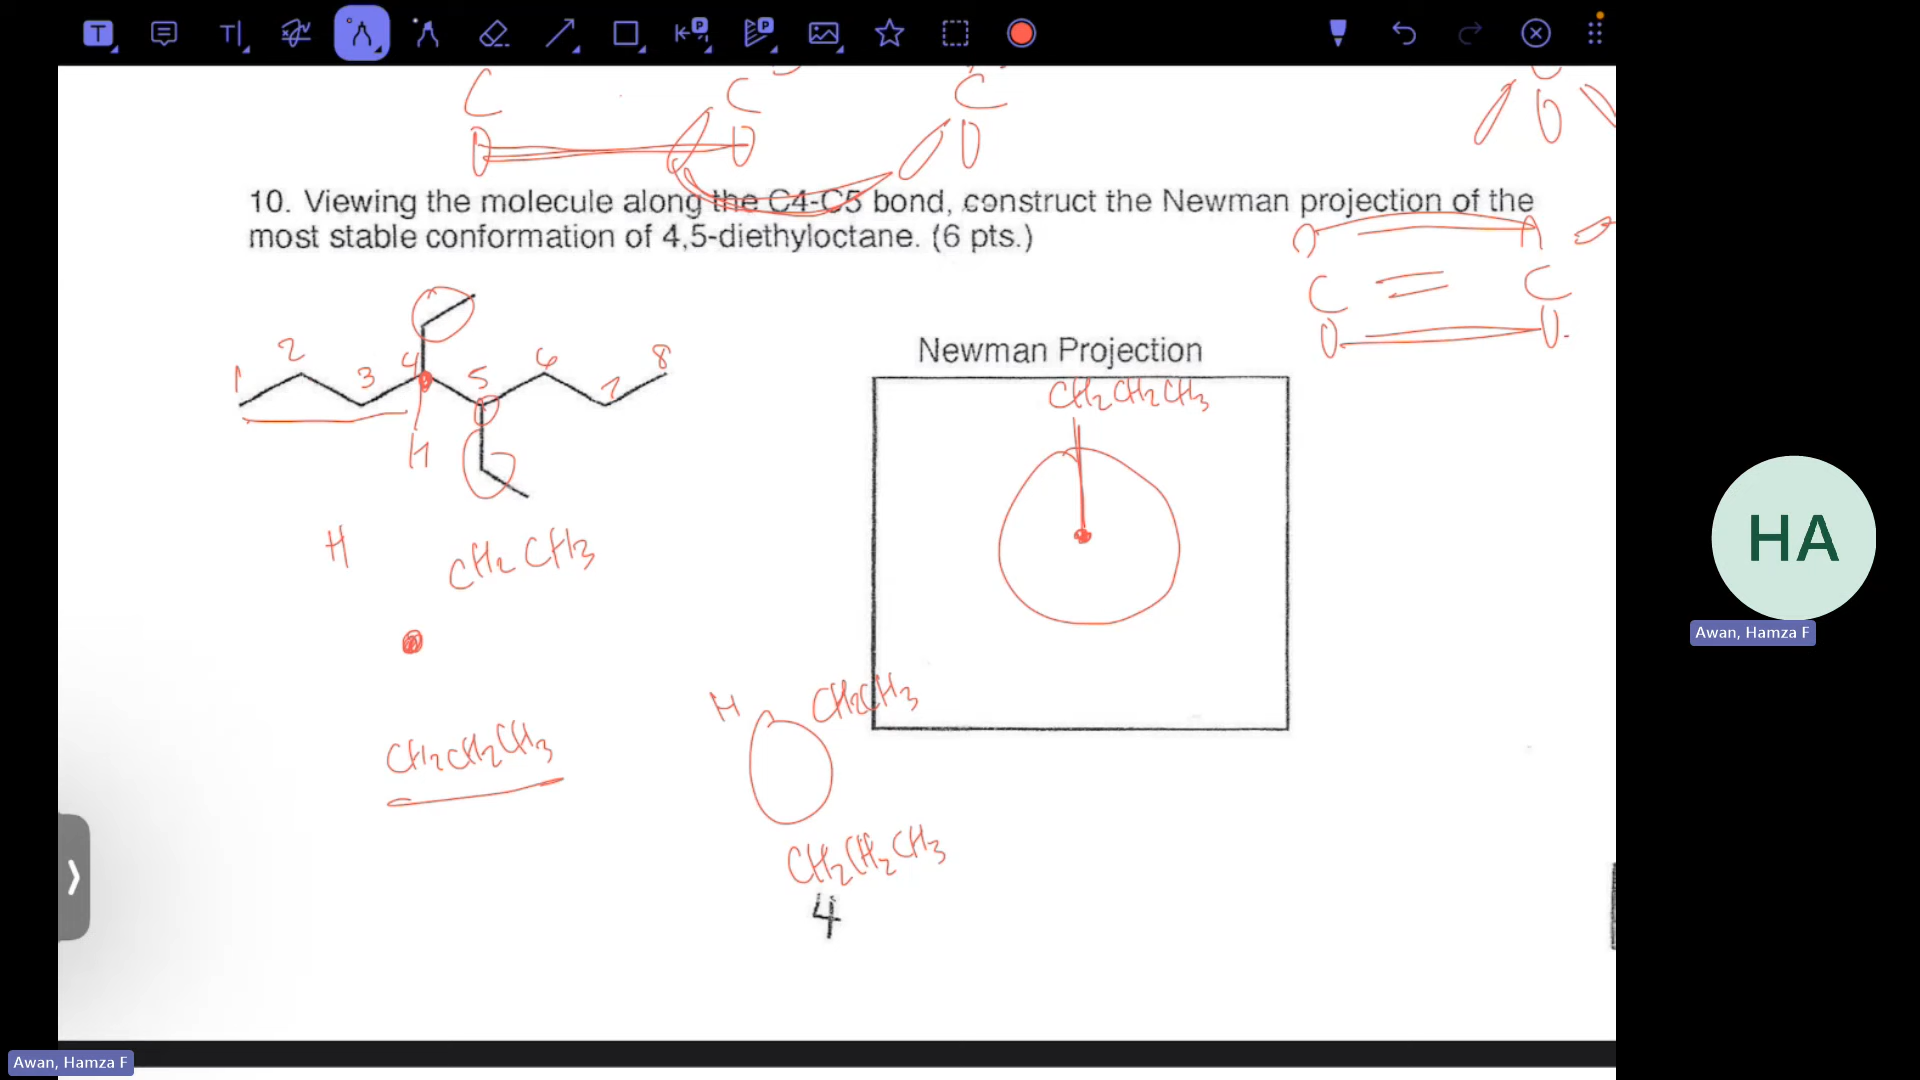 C C C
10. Viewing the molecule along the C4-C5 bond, construct the Newman projection of the
most stable conformation of 4,5-diethyloctane. (6 pts.)
C = C
Newman Projection
1 2 3 4 5 6 7 8
H
CH2CH2CH3
H CH2CH3
H CH2CH3
CH2CH2CH3
CH2CH2CH3
4
HA
Awan, Hamza F
Awan, Hamza F